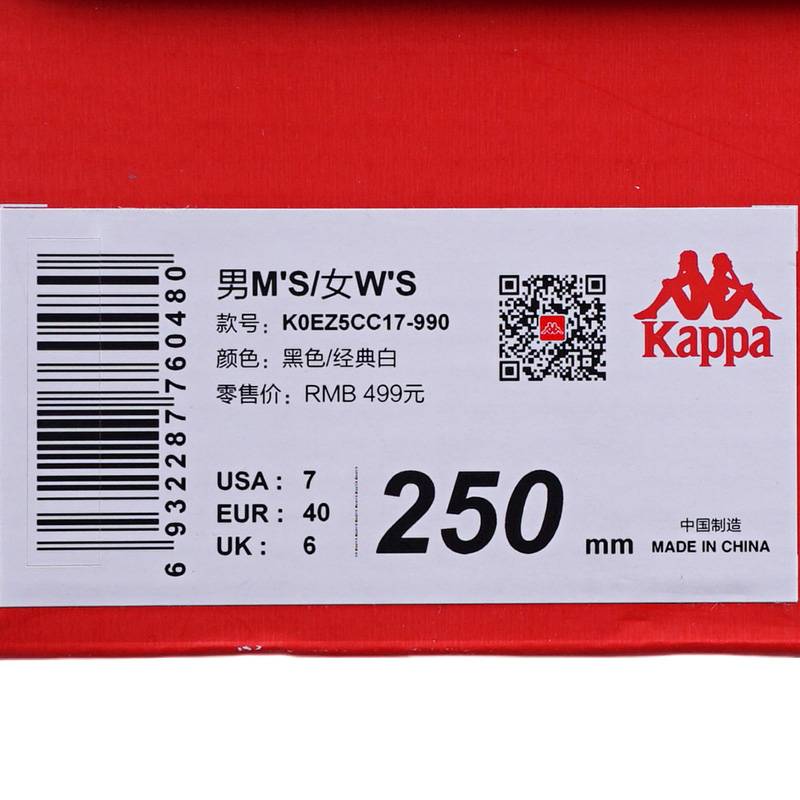 6932287760480
男M'S/女W'S
款号：K0EZ5CC17-990
颜色：黑色/经典白
零售价：RMB 499元
USA：7
EUR：40
UK：6
250 mm
Kappa
中国制造
MADE IN CHINA